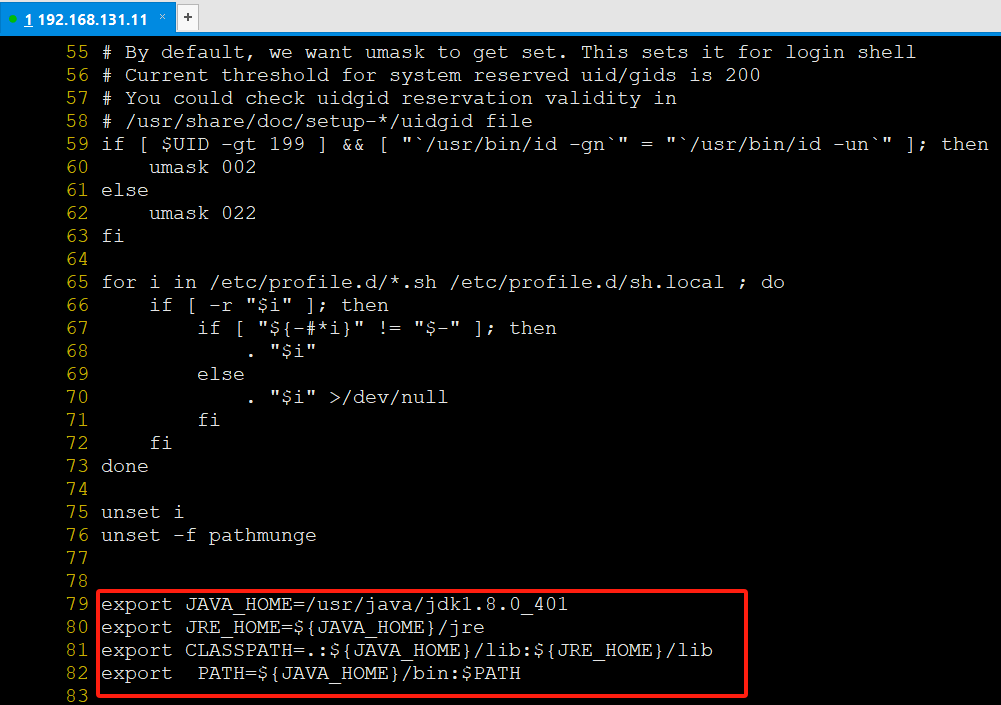 1 192.168.131.11 × +
55 # By default, we want umask to get set. This sets it for login shell
56 # Current threshold for system reserved uid/gids is 200
57 # You could check uidgid reservation validity in
58 # /usr/share/doc/setup-*/uidgid file
59 if [ $UID -gt 199 ] && [ "`/usr/bin/id -gn`" = "`/usr/bin/id -un`" ]; then
60     umask 002
61 else
62     umask 022
63 fi
64
65 for i in /etc/profile.d/*.sh /etc/profile.d/sh.local ; do
66     if [ -r "$i" ]; then
67         if [ "${-#*i}" != "$-" ]; then
68             . "$i"
69         else
70             . "$i" >/dev/null
71         fi
72     fi
73 done
74
75 unset i
76 unset -f pathmunge
77
78
79 export JAVA_HOME=/usr/java/jdk1.8.0_401
80 export JRE_HOME=${JAVA_HOME}/jre
81 export CLASSPATH=.:${JAVA_HOME}/lib:${JRE_HOME}/lib
82 export  PATH=${JAVA_HOME}/bin:$PATH
83